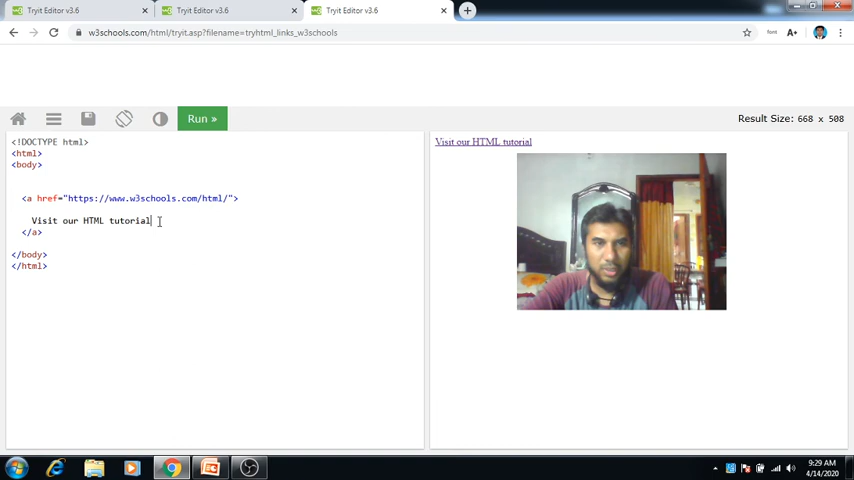 Tryit Editor v3.6
Tryit Editor v3.6
Tryit Editor v3.6
w3schools.com/html/tryit.asp?filename=tryhtml_links_w3schools
font
A+
Run »
Result Size: 668 x 508
<!DOCTYPE html>
<html>
<body>
<a href="https://www.w3schools.com/html/">
Visit our HTML tutorial
</a>
</body>
</html>
Visit our HTML tutorial
9:29 AM
4/14/2020